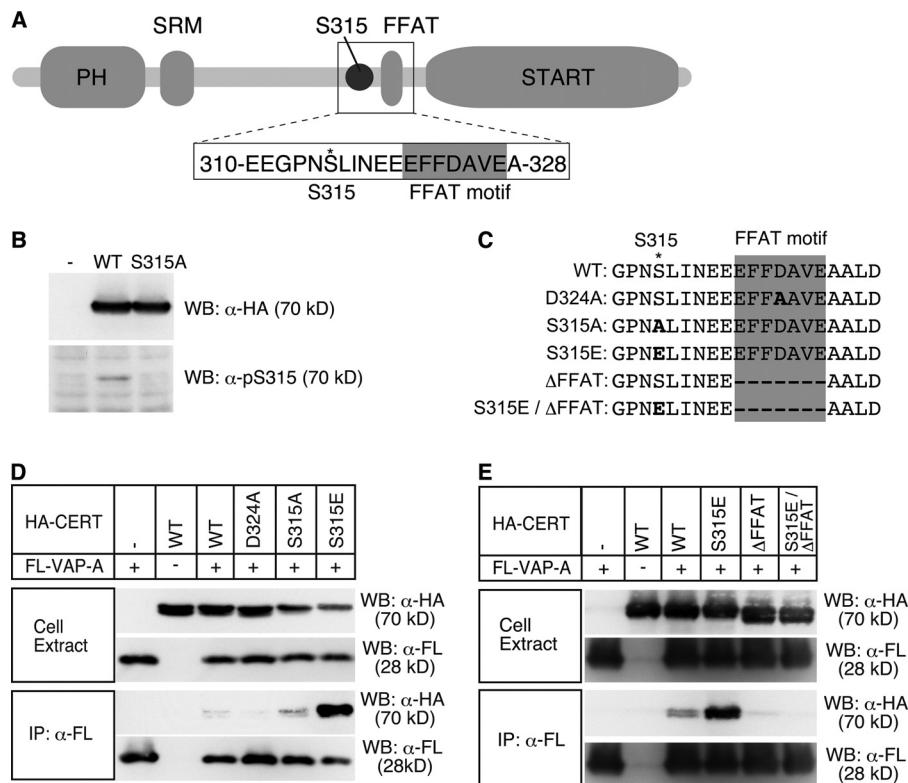 A
SRM
S315
FFAT
PH
START
*
310-EEGPNSLINEEEFFDAVEA-328
S315
FFAT motif
B
- WT S315A
WB: α-HA (70 kD)
WB: α-pS315 (70 kD)
C
S315
FFAT motif
*
WT: GPNSLINEEEFFDAVEAALD
D324A: GPNSLINEEEFFAAVEAALD
S315A: GPNALINEEEFFDAVEAALD
S315E: GPNELINEEEFFDAVEAALD
ΔFFAT: GPNSLINEE-------AALD
S315E / ΔFFAT: GPNELINEE-------AALD
D
HA-CERT - WT WT D324A S315A S315E
FL-VAP-A + - + + + +
Cell Extract
WB: α-HA (70 kD)
WB: α-FL (28 kD)
IP: α-FL
WB: α-HA (70 kD)
WB: α-FL (28kD)
E
HA-CERT - WT WT S315E ΔFFAT S315E / ΔFFAT
FL-VAP-A + - + + + +
Cell Extract
WB: α-HA (70 kD)
WB: α-FL (28 kD)
IP: α-FL
WB: α-HA (70 kD)
WB: α-FL (28 kD)